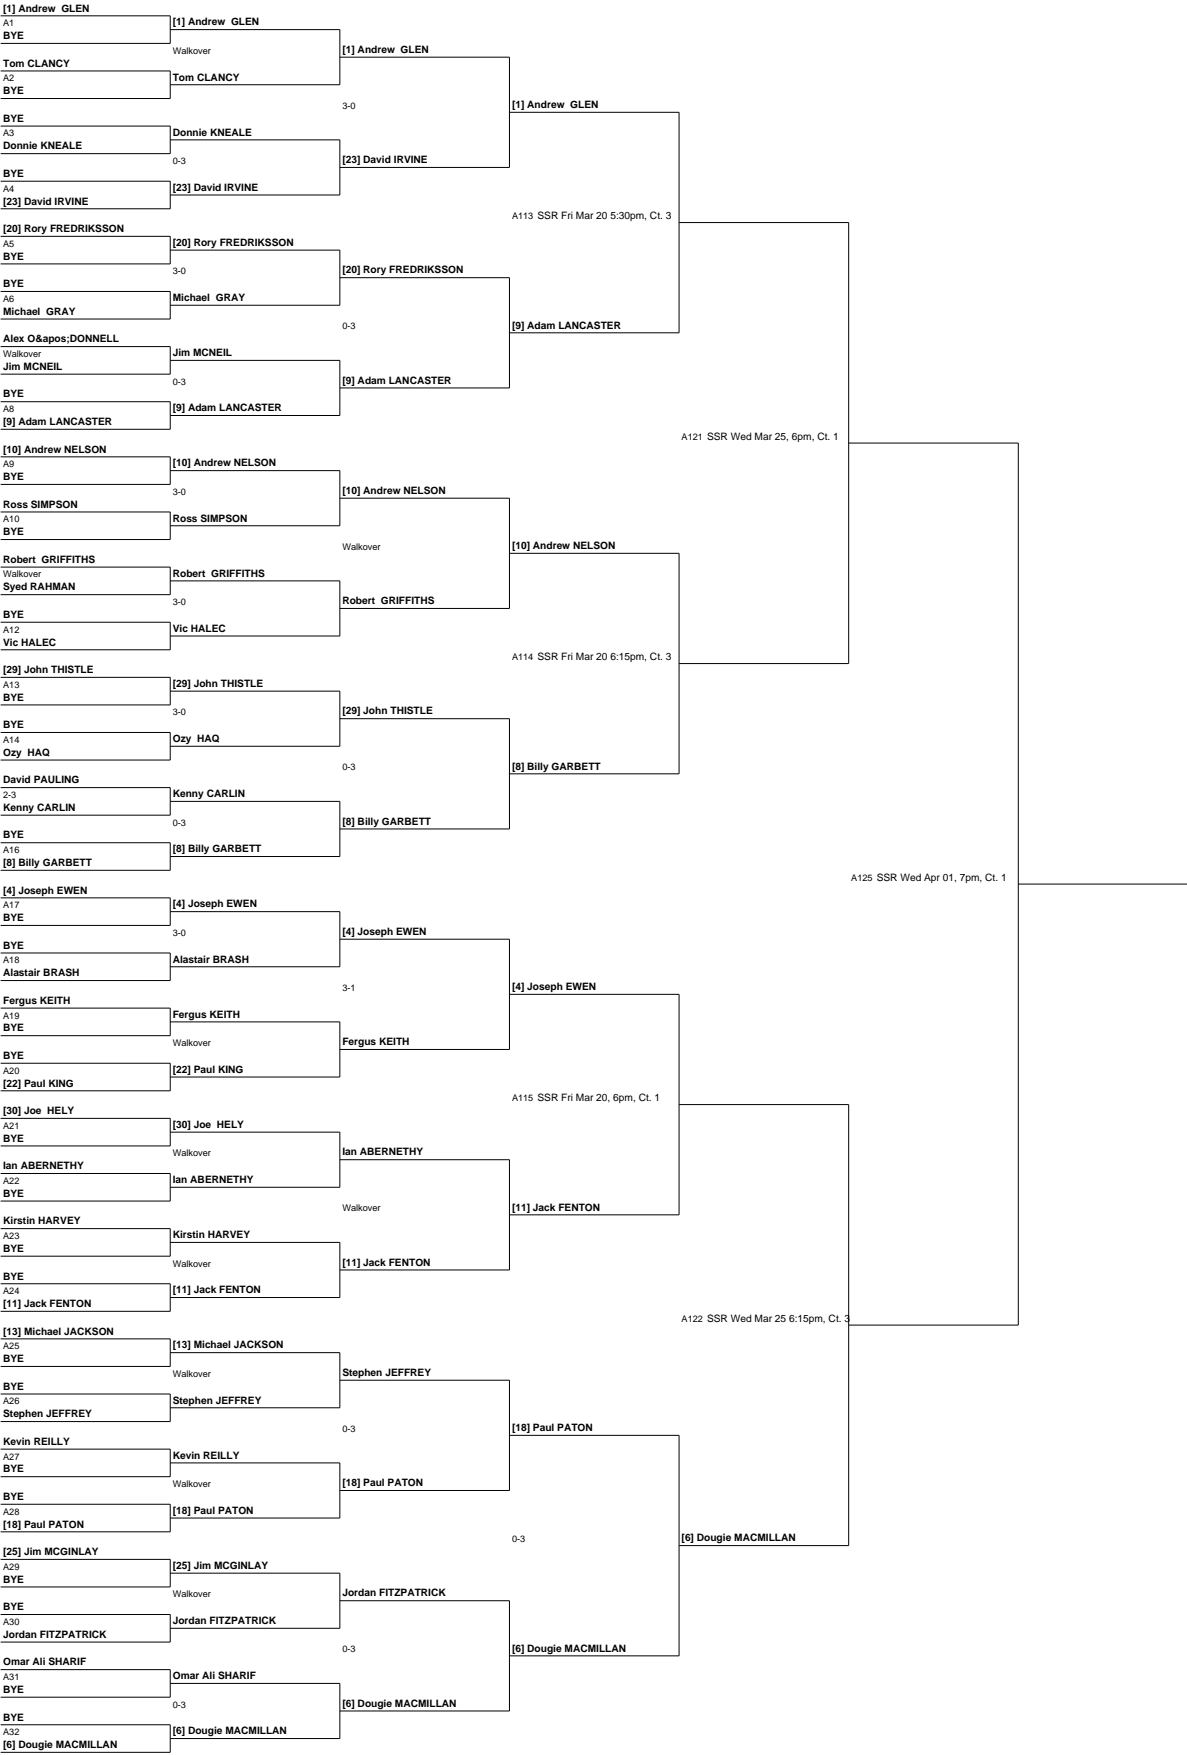 [1] Andrew  GLEN
A1
BYE
Tom CLANCY
A2
BYE
BYE
A3
Donnie KNEALE
BYE
A4
[23] David IRVINE
[20] Rory FREDRIKSSON
A5
BYE
BYE
A6
Michael  GRAY
Alex O&apos;DONNELL
Walkover
Jim MCNEIL
BYE
A8
[9] Adam LANCASTER
[10] Andrew NELSON
A9
BYE
Ross SIMPSON
A10
BYE
Robert  GRIFFITHS
Walkover
Syed RAHMAN
BYE
A12
Vic HALEC
[29] John THISTLE
A13
BYE
BYE
A14
Ozy  HAQ
David PAULING
2-3
Kenny CARLIN
BYE
A16
[8] Billy GARBETT
[4] Joseph EWEN
A17
BYE
BYE
A18
Alastair BRASH
Fergus KEITH
A19
BYE
BYE
A20
[22] Paul KING
[30] Joe  HELY
A21
BYE
Ian ABERNETHY
A22
BYE
Kirstin HARVEY
A23
BYE
BYE
A24
[11] Jack FENTON
[13] Michael JACKSON
A25
BYE
BYE
A26
Stephen JEFFREY
Kevin REILLY
A27
BYE
BYE
A28
[18] Paul PATON
[25] Jim MCGINLAY
A29
BYE
BYE
A30
Jordan FITZPATRICK
Omar Ali SHARIF
A31
BYE
BYE
A32
[6] Dougie MACMILLAN
[1] Andrew  GLEN
Walkover
Tom CLANCY
Donnie KNEALE
0-3
[23] David IRVINE
[20] Rory FREDRIKSSON
3-0
Michael  GRAY
Jim MCNEIL
0-3
[9] Adam LANCASTER
[10] Andrew NELSON
3-0
Ross SIMPSON
Robert  GRIFFITHS
3-0
Vic HALEC
[29] John THISTLE
3-0
Ozy  HAQ
Kenny CARLIN
0-3
[8] Billy GARBETT
[4] Joseph EWEN
3-0
Alastair BRASH
Fergus KEITH
Walkover
[22] Paul KING
[30] Joe  HELY
Walkover
Ian ABERNETHY
Kirstin HARVEY
Walkover
[11] Jack FENTON
[13] Michael JACKSON
Walkover
Stephen JEFFREY
Kevin REILLY
Walkover
[18] Paul PATON
[25] Jim MCGINLAY
Walkover
Jordan FITZPATRICK
Omar Ali SHARIF
0-3
[6] Dougie MACMILLAN
[1] Andrew  GLEN
3-0
[23] David IRVINE
[20] Rory FREDRIKSSON
0-3
[9] Adam LANCASTER
[10] Andrew NELSON
Walkover
Robert  GRIFFITHS
[29] John THISTLE
0-3
[8] Billy GARBETT
[4] Joseph EWEN
3-1
Fergus KEITH
Ian ABERNETHY
Walkover
[11] Jack FENTON
Stephen JEFFREY
0-3
[18] Paul PATON
Jordan FITZPATRICK
0-3
[6] Dougie MACMILLAN
[1] Andrew  GLEN
A113 SSR Fri Mar 20 5:30pm, Ct. 3
[9] Adam LANCASTER
[10] Andrew NELSON
A114 SSR Fri Mar 20 6:15pm, Ct. 3
[8] Billy GARBETT
[4] Joseph EWEN
A115 SSR Fri Mar 20, 6pm, Ct. 1
[11] Jack FENTON
[18] Paul PATON
0-3
[6] Dougie MACMILLAN
A121 SSR Wed Mar 25, 6pm, Ct. 1
A122 SSR Wed Mar 25 6:15pm, Ct. 3
[6] Dougie MACMILLAN
A125 SSR Wed Apr 01, 7pm, Ct. 1